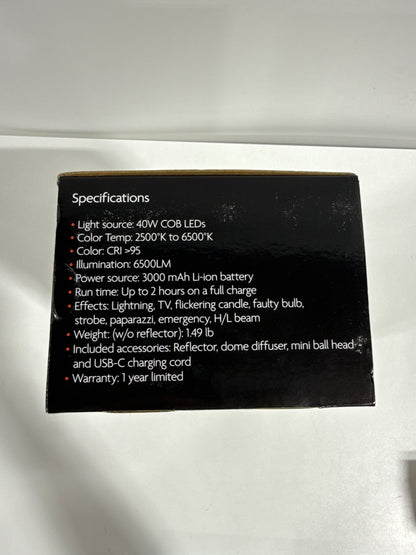 Specifications
• Light source: 40W COB LEDs
• Color Temp: 2500°K to 6500°K
• Color: CRI >95
• Illumination: 6500LM
• Power source: 3000 mAh Li-ion battery
• Run time: Up to 2 hours on a full charge
• Effects: Lightning, TV, flickering candle, faulty bulb,
strobe, paparazzi, emergency, H/L beam
• Weight: (w/o reflector): 1.49 lb
• Included accessories: Reflector, dome diffuser, mini ball head
and USB-C charging cord
• Warranty: 1 year limited